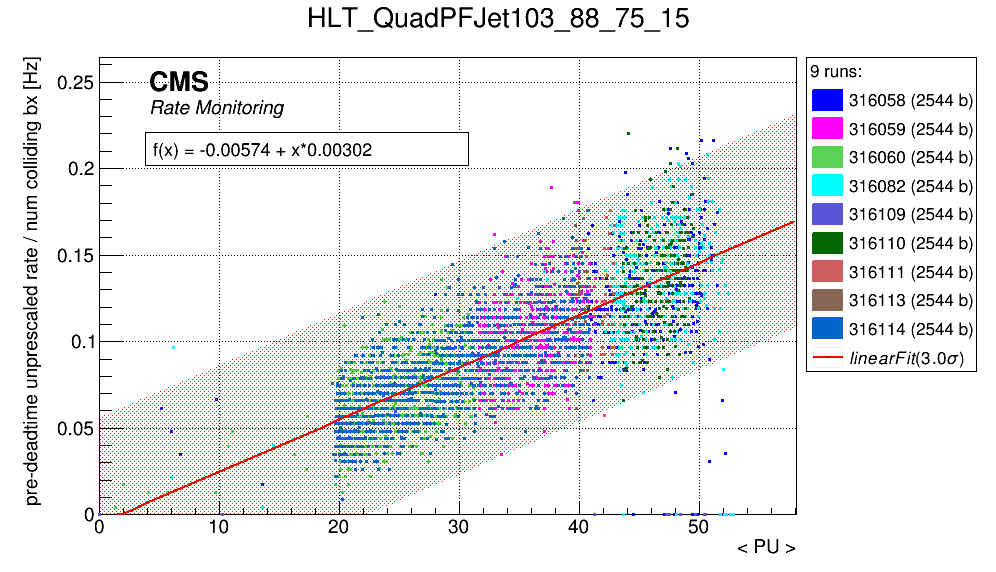 HLT_QuadPFJet103_88_75_15
pre-deadtime unprescaled rate / num colliding bx [Hz]
0.25
0.2
0.15
0.1
0.05
0
CMS
Rate Monitoring
f(x) = -0.00574 + x*0.00302
0 10 20 30 40 50
< PU >
9 runs:
316058 (2544 b)
316059 (2544 b)
316060 (2544 b)
316082 (2544 b)
316109 (2544 b)
316110 (2544 b)
316111 (2544 b)
316113 (2544 b)
316114 (2544 b)
linearFit(3.0σ)